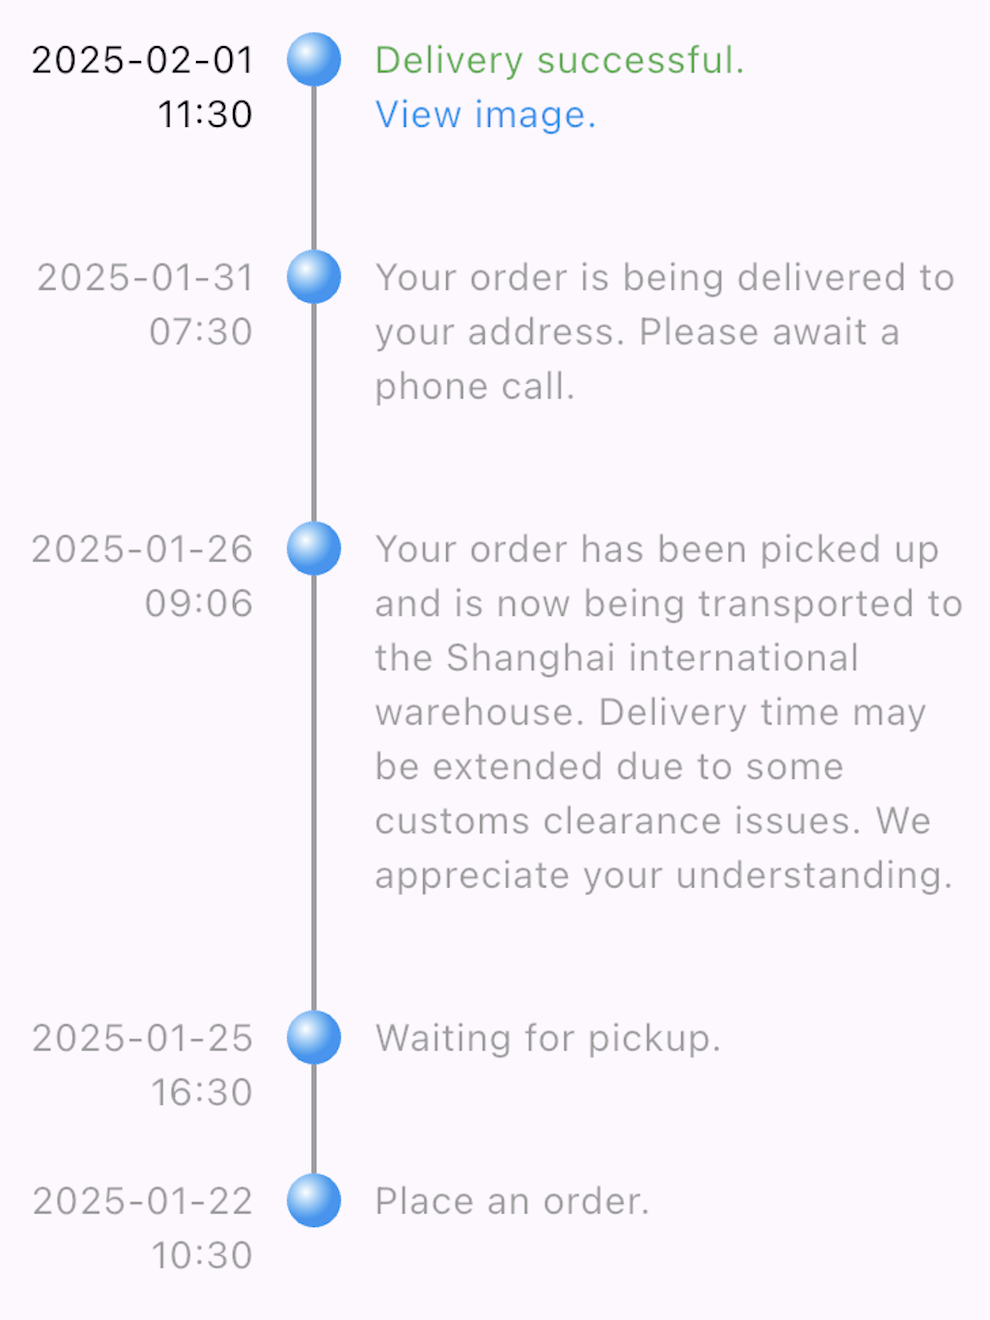 2025-02-01
11:30
Delivery successful.
View image.
2025-01-31
07:30
Your order is being delivered to
your address. Please await a
phone call.
2025-01-26
09:06
Your order has been picked up
and is now being transported to
the Shanghai international
warehouse. Delivery time may
be extended due to some
customs clearance issues. We
appreciate your understanding.
2025-01-25
16:30
Waiting for pickup.
2025-01-22
10:30
Place an order.